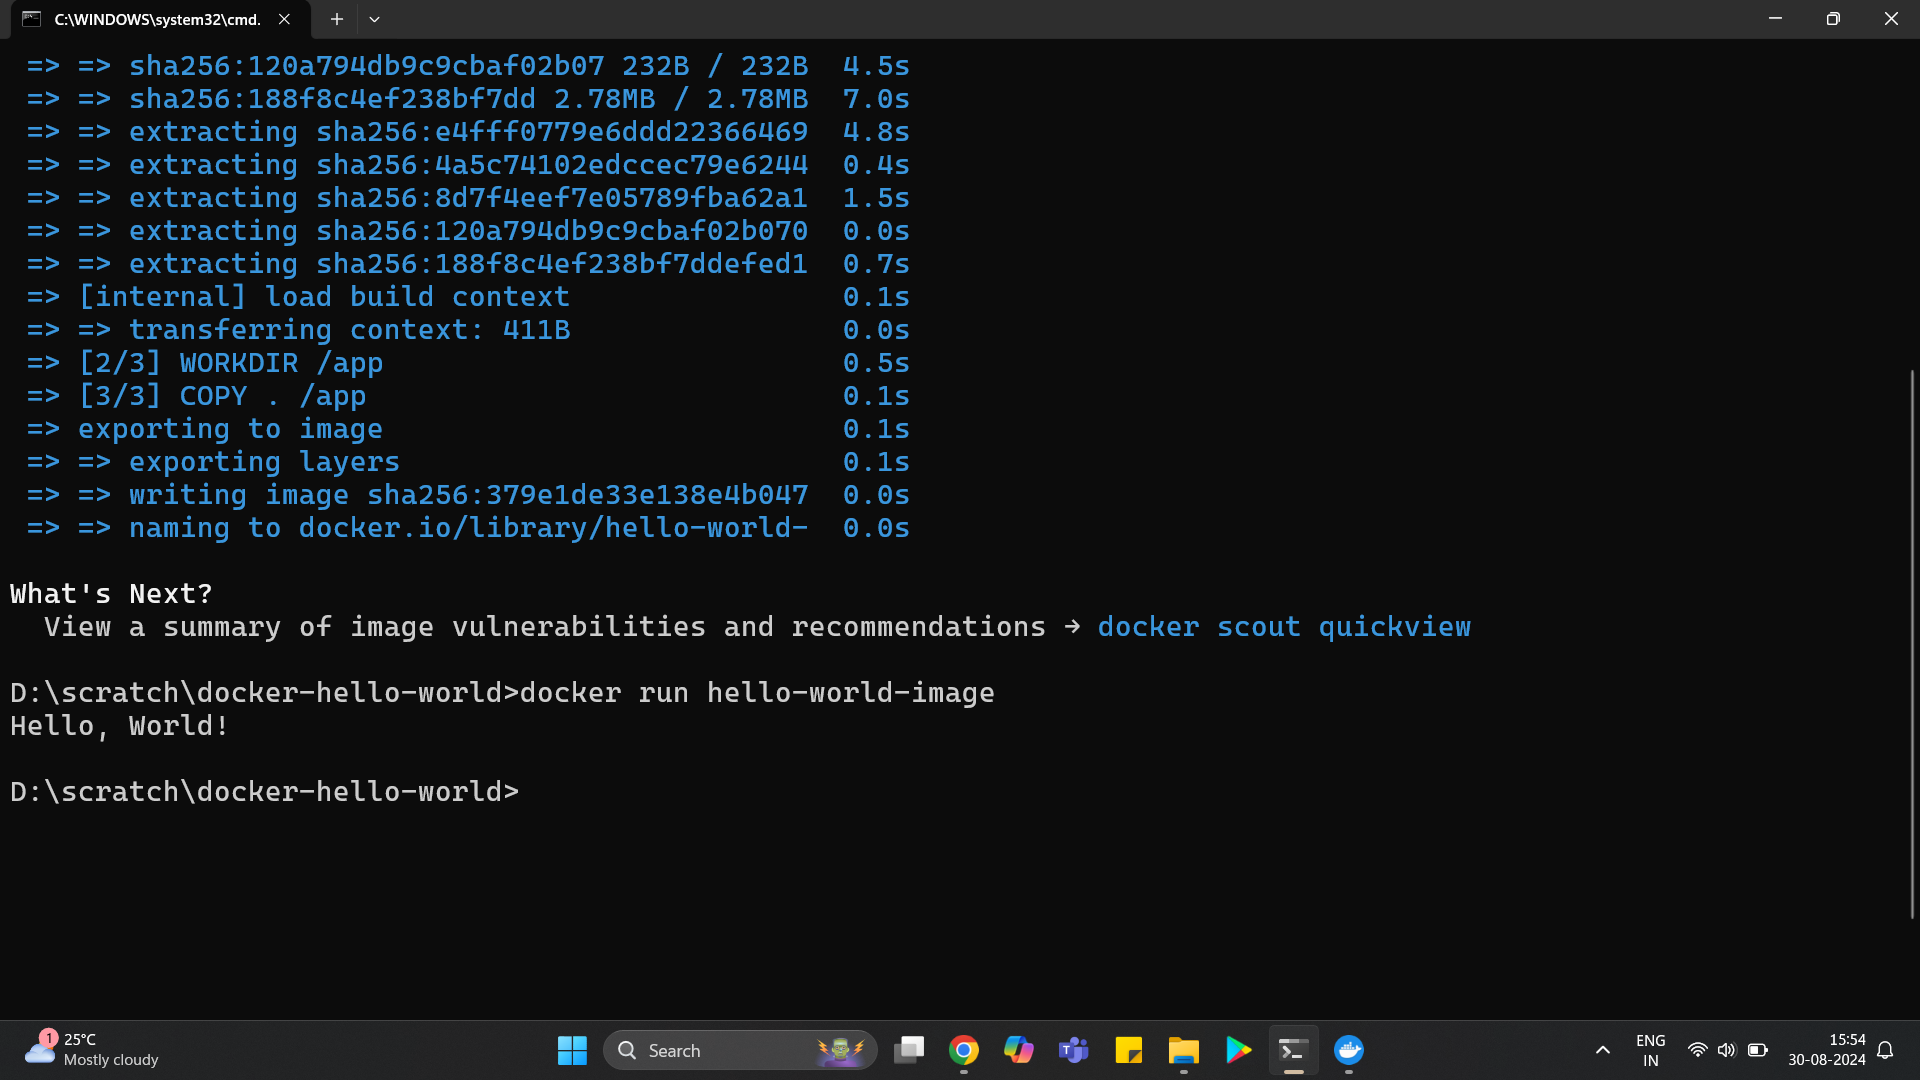 C:\WINDOWS\system32\cmd.
=> => sha256:120a794db9c9cbaf02b07 232B / 232B 4.5s
=> => sha256:188f8c4ef238bf7dd 2.78MB / 2.78MB 7.0s
=> => extracting sha256:e4fff0779e6ddd22366469 4.8s
=> => extracting sha256:4a5c74102edccec79e6244 0.4s
=> => extracting sha256:8d7f4eef7e05789fba62a1 1.5s
=> => extracting sha256:120a794db9c9cbaf02b070 0.0s
=> => extracting sha256:188f8c4ef238bf7ddefed1 0.7s
=> [internal] load build context 0.1s
=> => transferring context: 411B 0.0s
=> [2/3] WORKDIR /app 0.5s
=> [3/3] COPY . /app 0.1s
=> exporting to image 0.1s
=> => exporting layers 0.1s
=> => writing image sha256:379e1de33e138e4b047 0.0s
=> => naming to docker.io/library/hello-world- 0.0s
What's Next?
View a summary of image vulnerabilities and recommendations → docker scout quickview
D:\scratch\docker-hello-world>docker run hello-world-image
Hello, World!
D:\scratch\docker-hello-world>
1
25°C
Mostly cloudy
Search
T
ENG
IN
15:54
30-08-2024